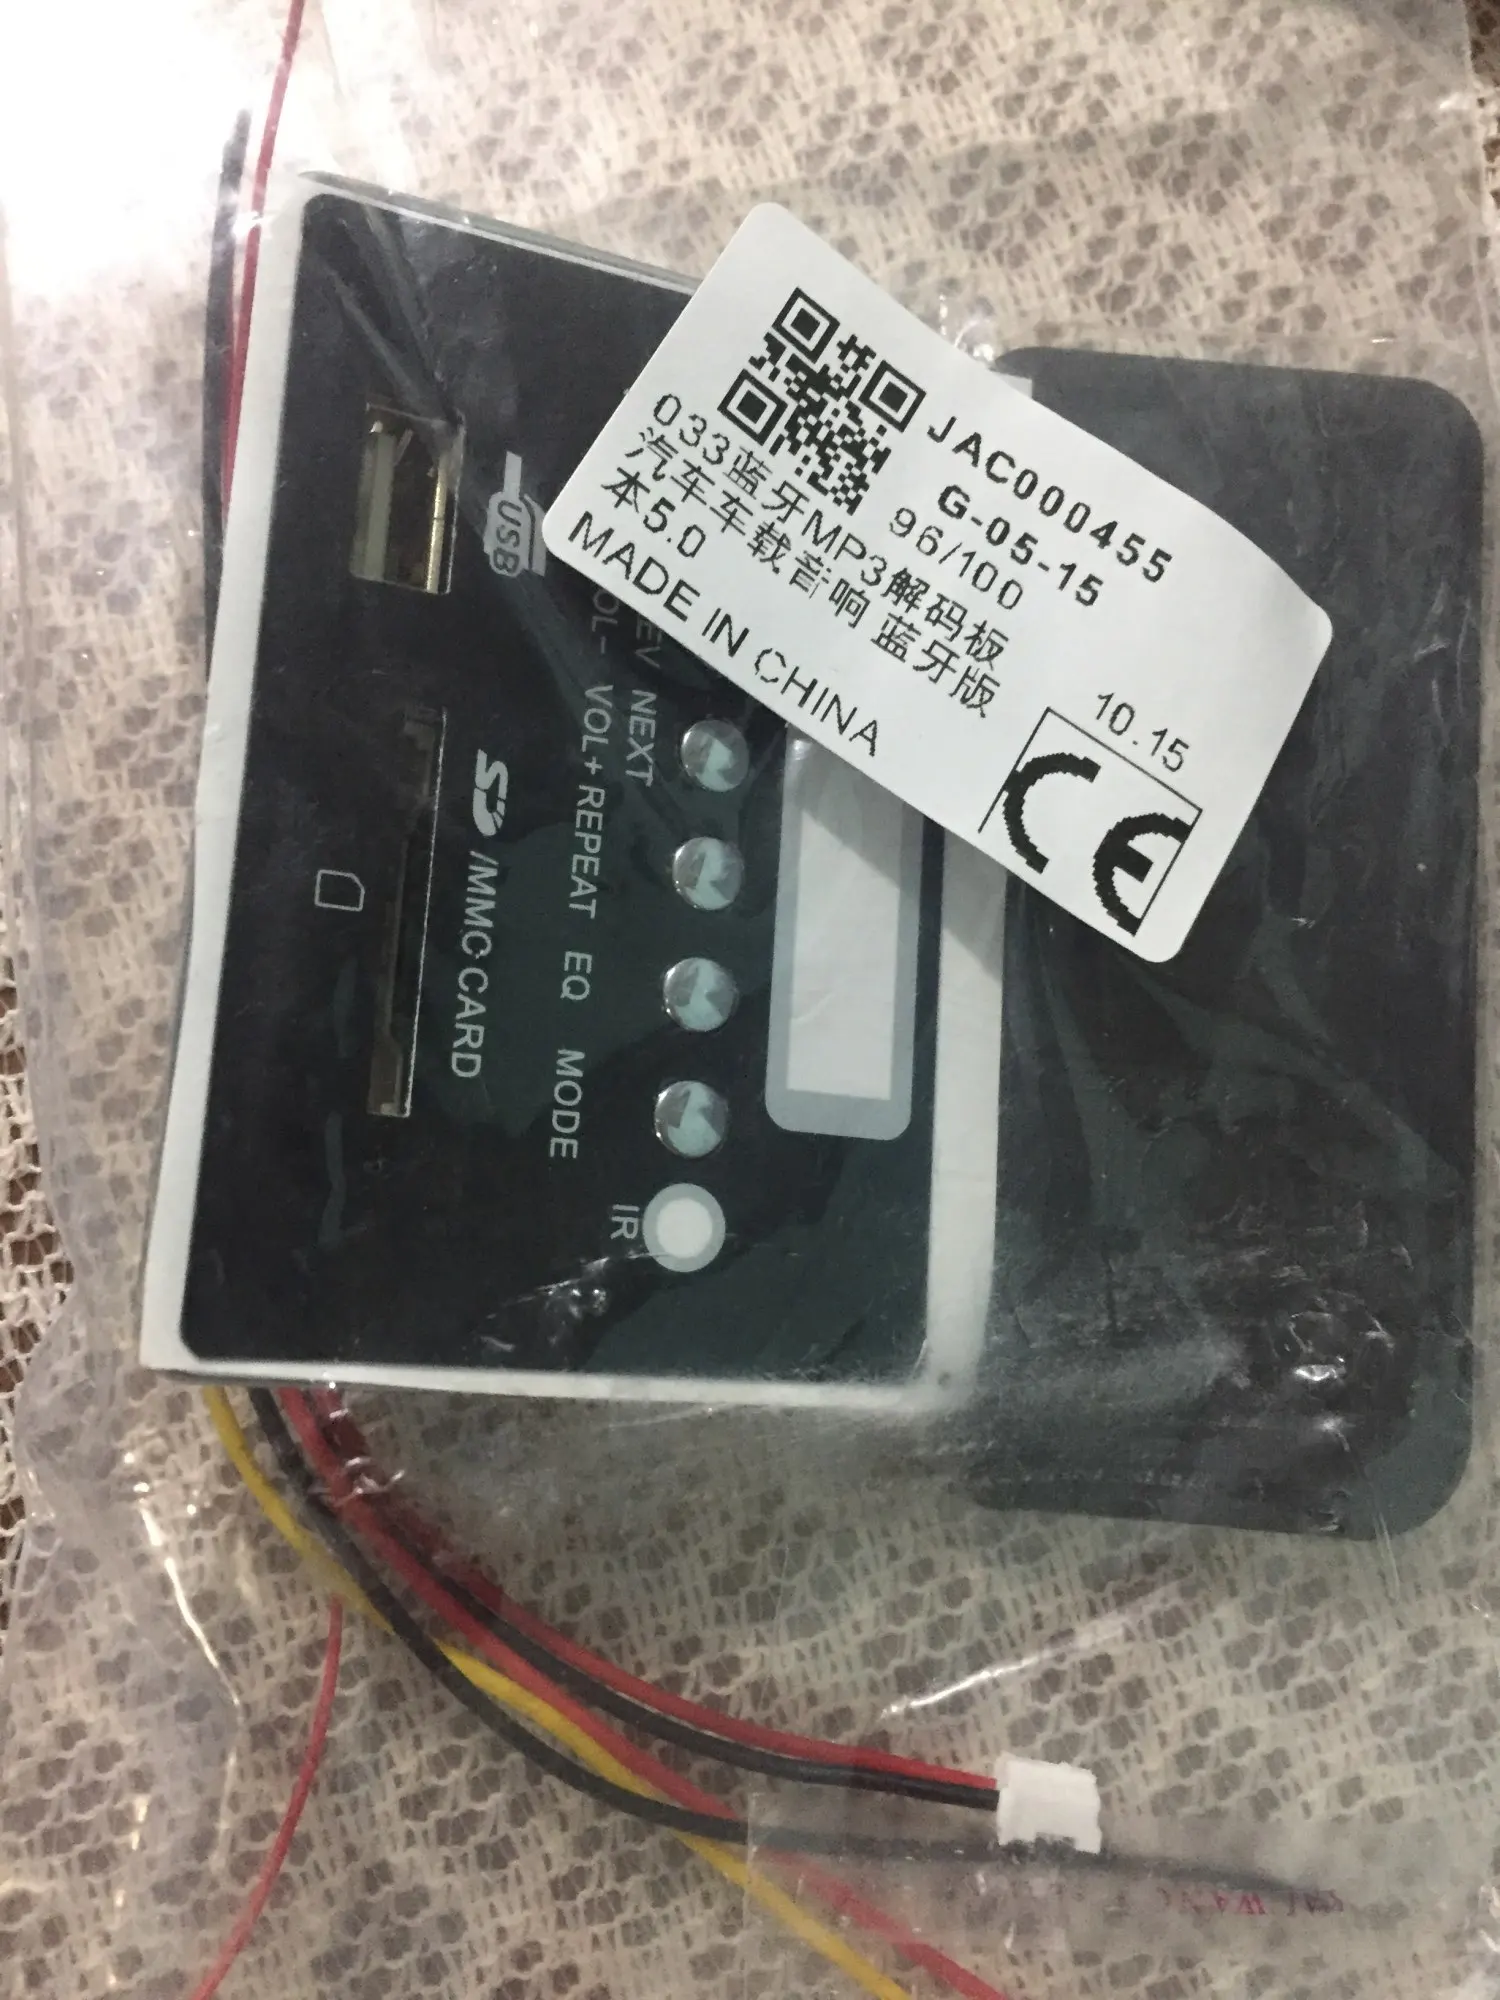 JAC000455
G-05-15
96/100
033蓝牙MP3解码板
汽车车载音响 蓝牙版
本5.0
MADE IN CHINA
10.15
CE
USB
NEXT
VOL+ REPEAT EQ MODE
IR
SD/MMC CARD